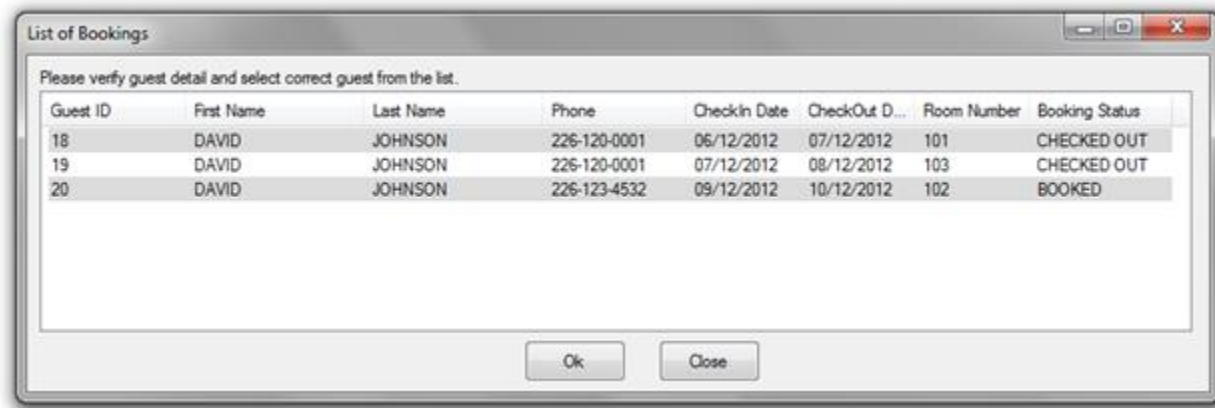 List of Bookings
Please verify guest detail and select correct guest from the list.
Guest ID First Name Last Name Phone CheckIn Date CheckOut D... Room Number Booking Status
18 DAVID JOHNSON 226-120-0001 06/12/2012 07/12/2012 101 CHECKED OUT
19 DAVID JOHNSON 226-120-0001 07/12/2012 08/12/2012 103 CHECKED OUT
20 DAVID JOHNSON 226-123-4532 09/12/2012 10/12/2012 102 BOOKED
Ok Close